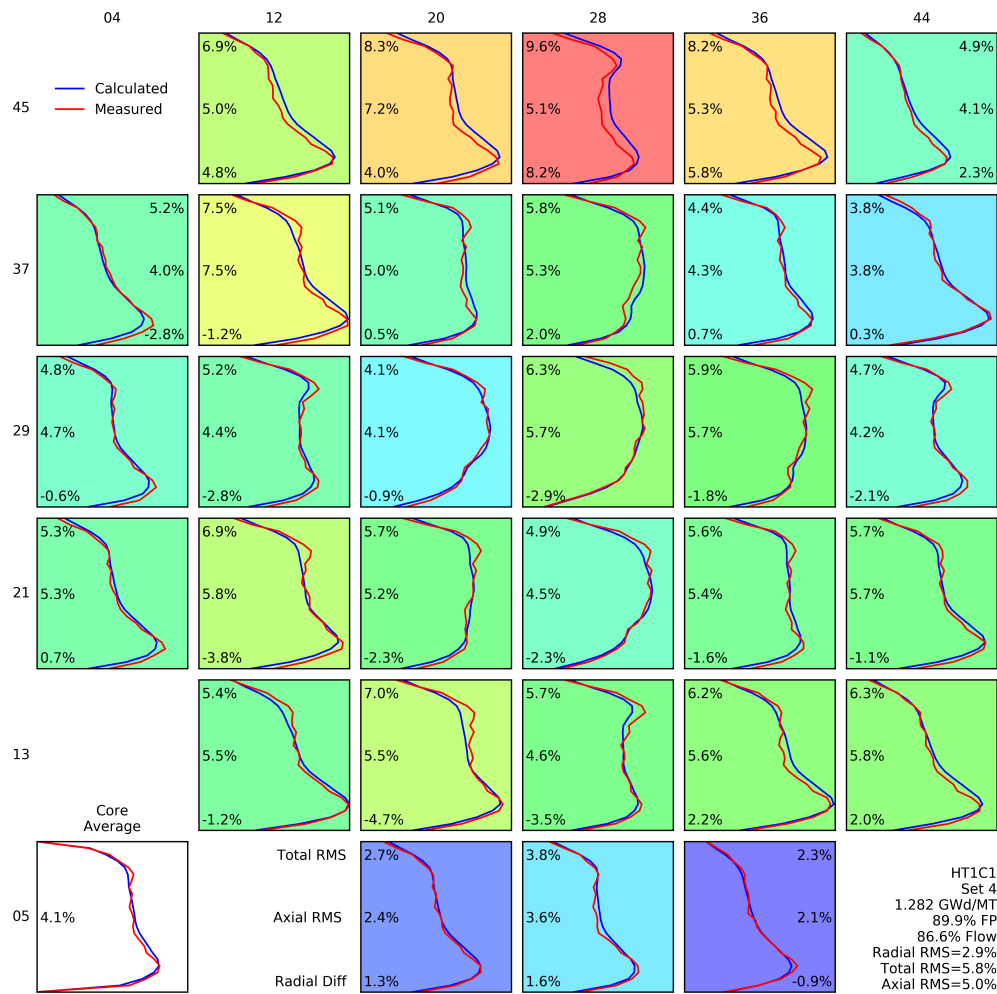 04 12 20 28 36 44
45
Calculated
Measured
6.9% 8.3% 9.6% 8.2% 4.9%
5.0% 7.2% 5.1% 5.3% 4.1%
4.8% 4.0% 8.2% 5.8% 2.3%
37
5.2% 7.5% 5.1% 5.8% 4.4% 3.8%
4.0% 7.5% 5.0% 5.3% 4.3% 3.8%
-2.8% -1.2% 0.5% 2.0% 0.7% 0.3%
29
4.8% 5.2% 4.1% 6.3% 5.9% 4.7%
4.7% 4.4% 4.1% 5.7% 5.7% 4.2%
-0.6% -2.8% -0.9% -2.9% -1.8% -2.1%
21
5.3% 6.9% 5.7% 4.9% 5.6% 5.7%
5.3% 5.8% 5.2% 4.5% 5.4% 5.7%
0.7% -3.8% -2.3% -2.3% -1.6% -1.1%
13
5.4% 7.0% 5.7% 6.2% 6.3%
5.5% 5.5% 4.6% 5.6% 5.8%
-1.2% -4.7% -3.5% 2.2% 2.0%
Core
Average
05
4.1%
Total RMS 2.7% 3.8% 2.3%
Axial RMS 2.4% 3.6% 2.1%
Radial Diff 1.3% 1.6% -0.9%
HT1C1
Set 4
1.282 GWd/MT
89.9% FP
86.6% Flow
Radial RMS=2.9%
Total RMS=5.8%
Axial RMS=5.0%